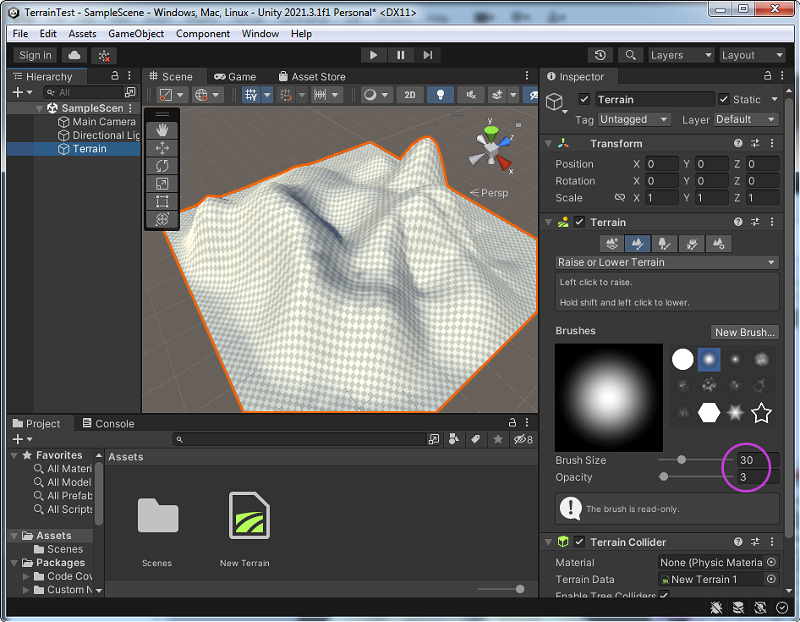 TerrainTest - SampleScene - Windows, Mac, Linux - Unity 2021.3.1f1 Personal* <DX11>
File Edit Assets GameObject Component Window Help
Sign in Layers Layout
Hierarchy
All
SampleScen
Main Camera
Directional Lig
Terrain
Scene Game Asset Store
2D
y
z
x
Persp
Inspector
Terrain Static
Tag Untagged Layer Default
Transform
Position X 0 Y 0 Z 0
Rotation X 0 Y 0 Z 0
Scale X 1 Y 1 Z 1
Terrain
Raise or Lower Terrain
Left click to raise.
Hold shift and left click to lower.
Brushes New Brush...
Brush Size 30
Opacity 3
The brush is read-only.
Terrain Collider
Material None (Physic Materia
Terrain Data New Terrain 1
Enable Tree Colliders
Project Console
8
Favorites
All Materi
All Model
All Prefab
All Scripts
Assets
Scenes
Packages
Code Cov
Custom N
Assets
Scenes
New Terrain